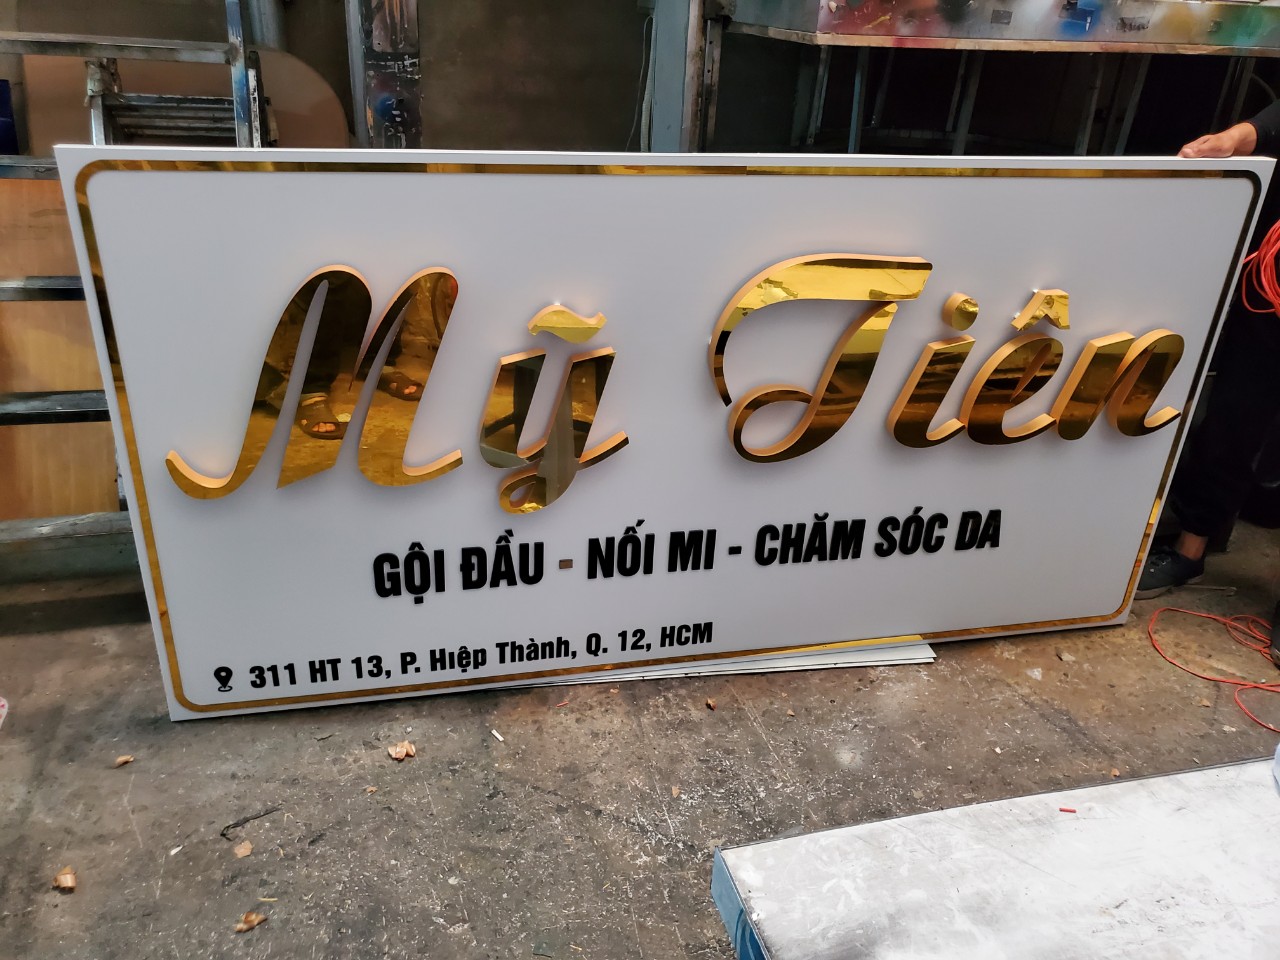 Mỹ Tiên
GỘI ĐẦU - NỐI MI - CHĂM SÓC DA
311 HT 13, P. Hiệp Thành, Q. 12, HCM